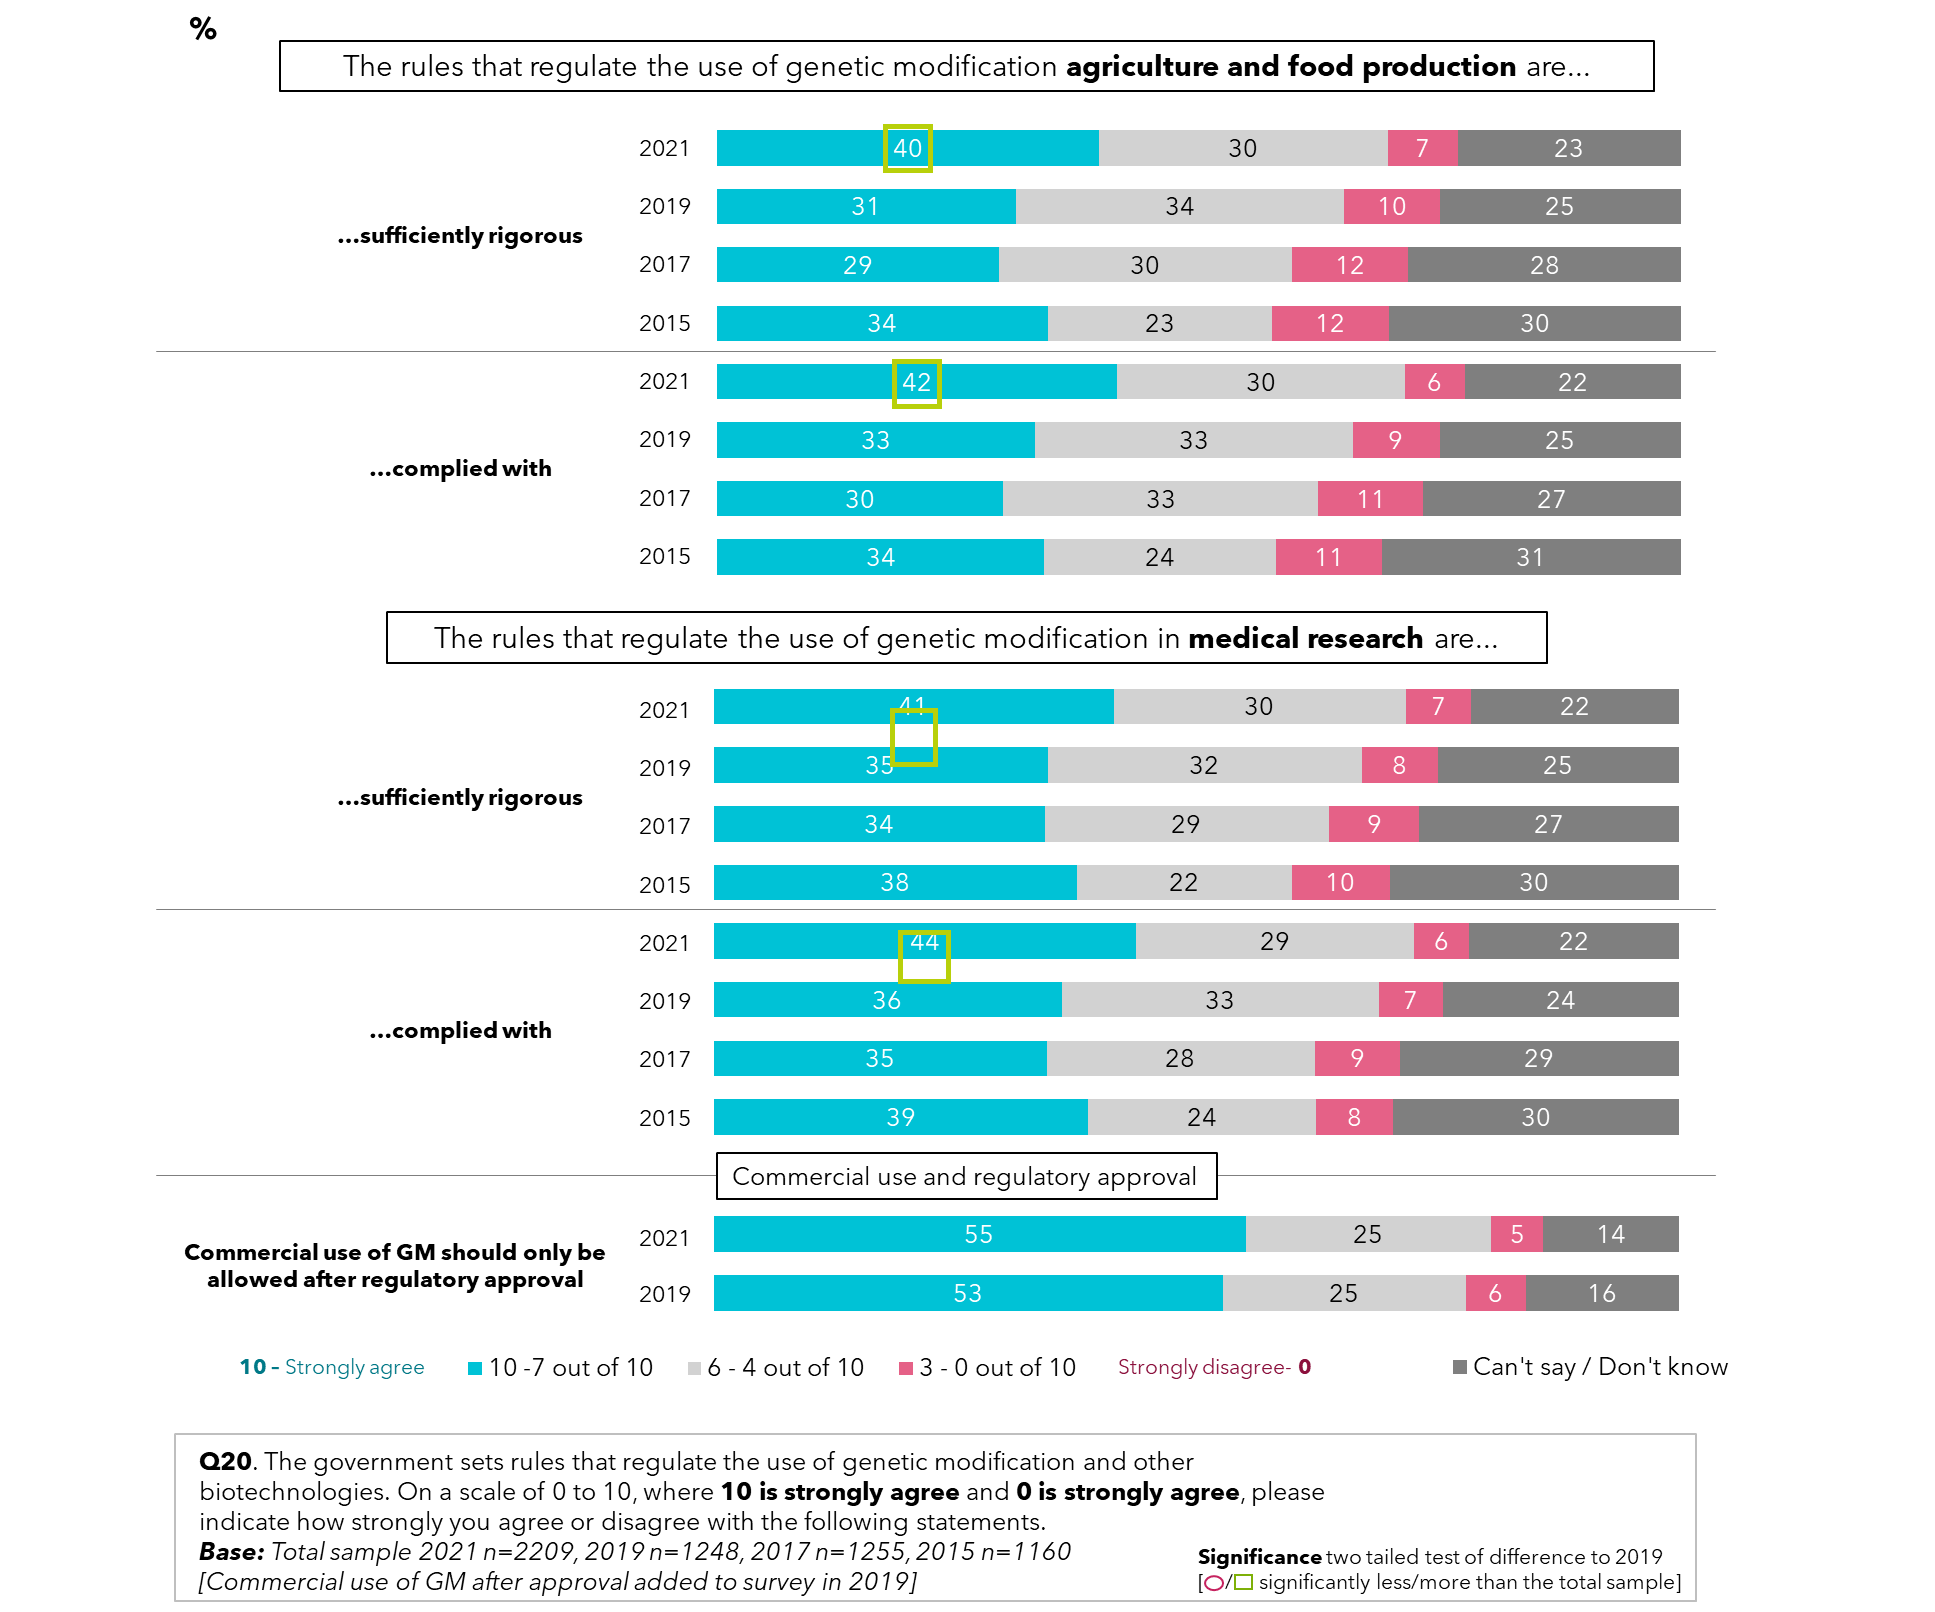 %
The rules that regulate the use of genetic modification agriculture and food production are...
...sufficiently rigorous
2021 40 30 7 23
2019 31 34 10 25
2017 29 30 12 28
2015 34 23 12 30
...complied with
2021 42 30 6 22
2019 33 33 9 25
2017 30 33 11 27
2015 34 24 11 31
The rules that regulate the use of genetic modification in medical research are...
...sufficiently rigorous
2021 41 30 7 22
2019 35 32 8 25
2017 34 29 9 27
2015 38 22 10 30
...complied with
2021 44 29 6 22
2019 36 33 7 24
2017 35 28 9 29
2015 39 24 8 30
Commercial use and regulatory approval
Commercial use of GM should only be
allowed after regulatory approval
2021 55 25 5 14
2019 53 25 6 16
10 – Strongly agree 10 -7 out of 10 6 - 4 out of 10 3 - 0 out of 10 Strongly disagree- 0 Can't say / Don't know
Q20. The government sets rules that regulate the use of genetic modification and other
biotechnologies. On a scale of 0 to 10, where 10 is strongly agree and 0 is strongly agree, please
indicate how strongly you agree or disagree with the following statements.
Base: Total sample 2021 n=2209, 2019 n=1248, 2017 n=1255, 2015 n=1160
[Commercial use of GM after approval added to survey in 2019]
Significance two tailed test of difference to 2019
[ / significantly less/more than the total sample]